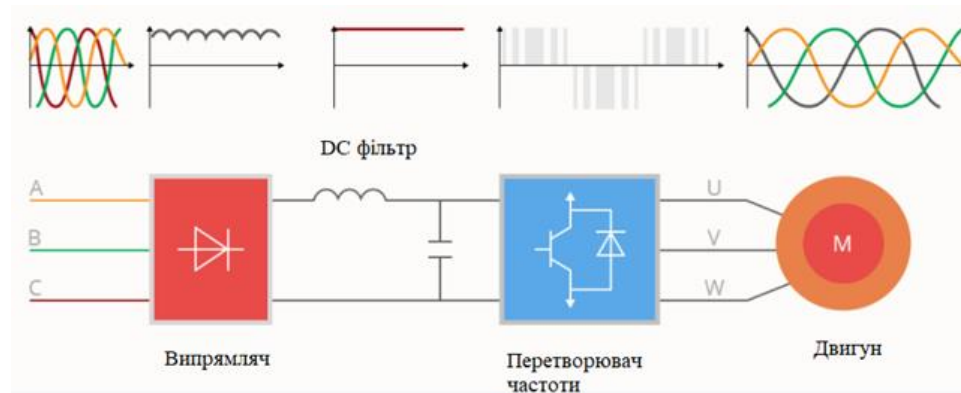 DC фільтр
A
B
C
U
V
W
M
Випрямляч
Перетворювач
частоти
Двигун